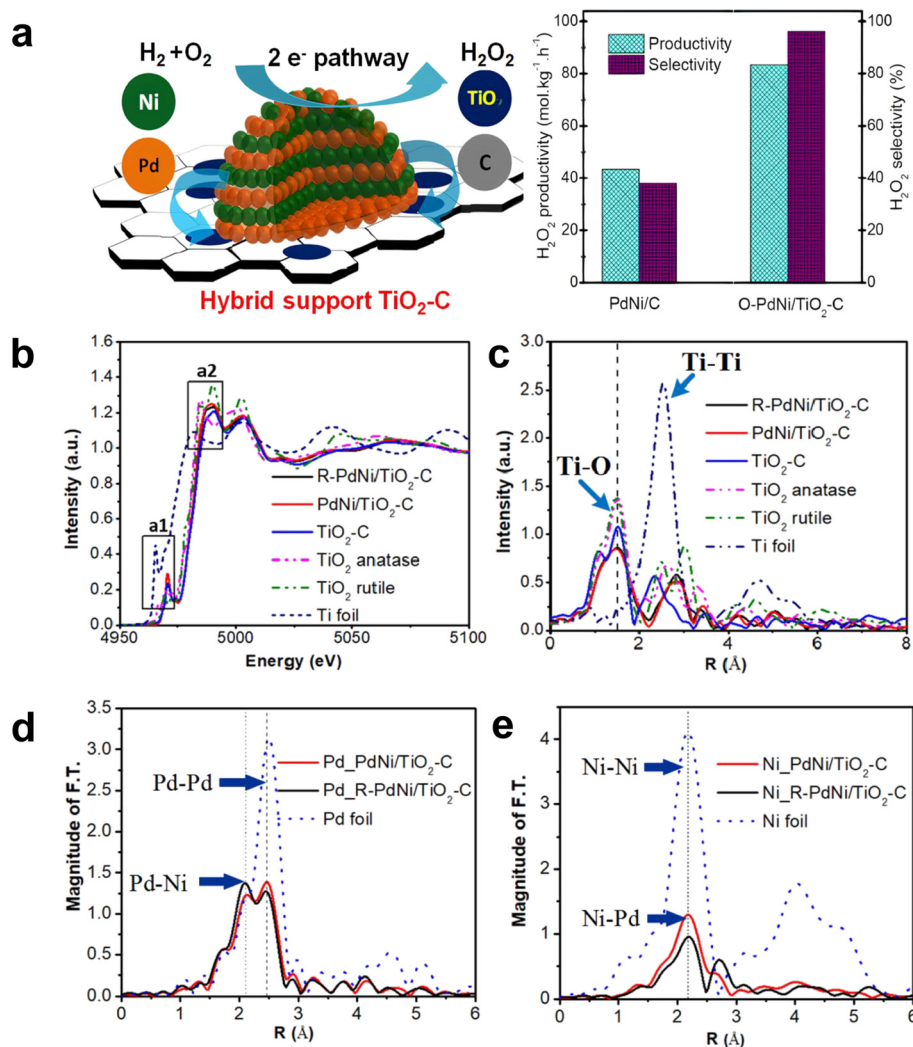 a
H₂+O₂
2 e⁻ pathway
H₂O₂
Ni
TiO₂
Pd
C
Hybrid support TiO₂-C
H₂O₂ productivity (mol.kg⁻¹.h⁻¹)
100
80
60
40
20
0
Productivity
Selectivity
PdNi/C
O-PdNi/TiO₂-C
100
80
60
40
20
0
H₂O₂ selectivity (%)
b
Intensity (a.u.)
1.6
1.4
1.2
1.0
0.8
0.6
0.4
0.2
0.0
a2
a1
R-PdNi/TiO₂-C
PdNi/TiO₂-C
TiO₂-C
TiO₂ anatase
TiO₂ rutile
Ti foil
4950 5000 5050 5100
Energy (eV)
c
Intensity (a.u.)
3.0
2.5
2.0
1.5
1.0
0.5
0.0
Ti-Ti
Ti-O
R-PdNi/TiO₂-C
PdNi/TiO₂-C
TiO₂-C
TiO₂ anatase
TiO₂ rutile
Ti foil
0 2 4 6 8
R (Å)
d
Magnitude of F.T.
3.5
3.0
2.5
2.0
1.5
1.0
0.5
0.0
Pd-Pd
Pd-Ni
Pd_PdNi/TiO₂-C
Pd_R-PdNi/TiO₂-C
Pd foil
0 1 2 3 4 5 6
R (Å)
e
Magnitude of F.T.
4
3
2
1
0
Ni-Ni
Ni-Pd
Ni_PdNi/TiO₂-C
Ni_R-PdNi/TiO₂-C
Ni foil
0 1 2 3 4 5 6
R (Å)